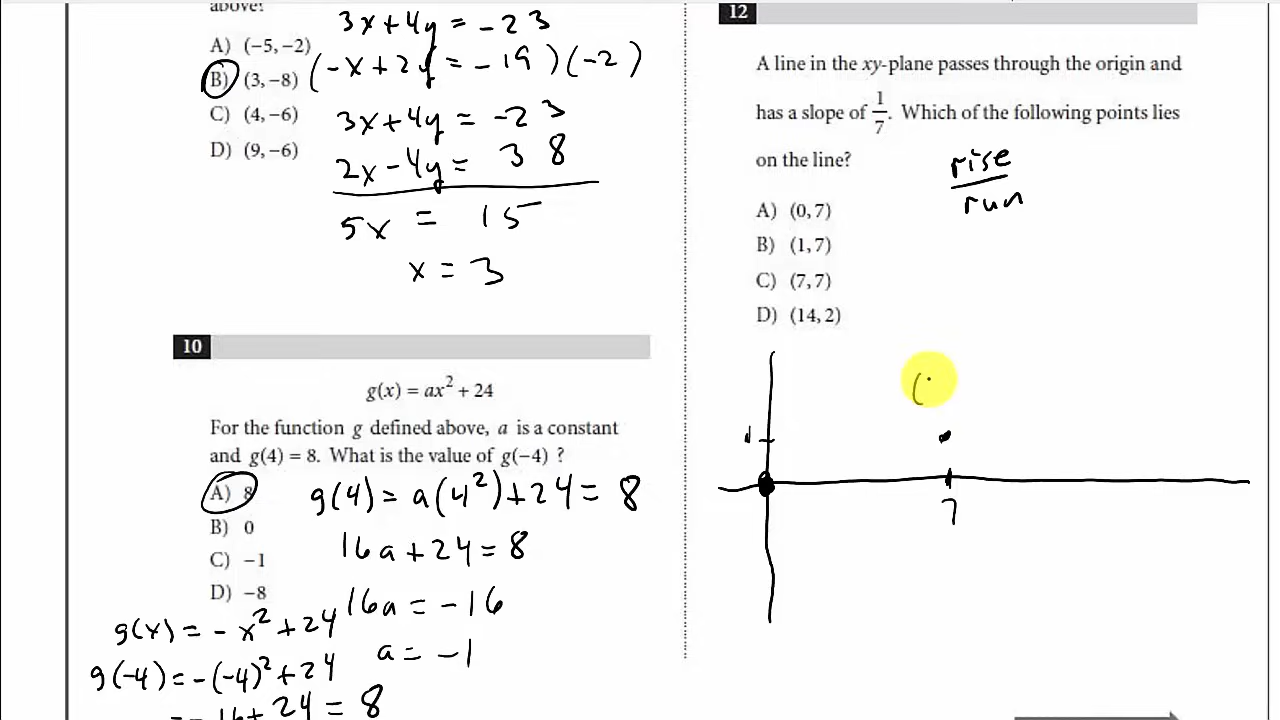 above?
A) (−5, −2)
B) (3, −8)
C) (4, −6)
D) (9, −6)
3x + 4y = −23
(−x + 2y = −19)(−2)
3x + 4y = −23
2x − 4y = 38
5x = 15
x = 3
10
g(x) = ax² + 24
For the function g defined above, a is a constant
and g(4) = 8. What is the value of g(−4) ?
A) 8
B) 0
C) −1
D) −8
g(4) = a(4²) + 24 = 8
16a + 24 = 8
16a = −16
a = −1
g(x) = −x² + 24
g(−4) = −(−4)² + 24
= −16 + 24 = 8
12
A line in the xy-plane passes through the origin and
has a slope of 1/7. Which of the following points lies
on the line?
rise
run
A) (0, 7)
B) (1, 7)
C) (7, 7)
D) (14, 2)
(
1
7